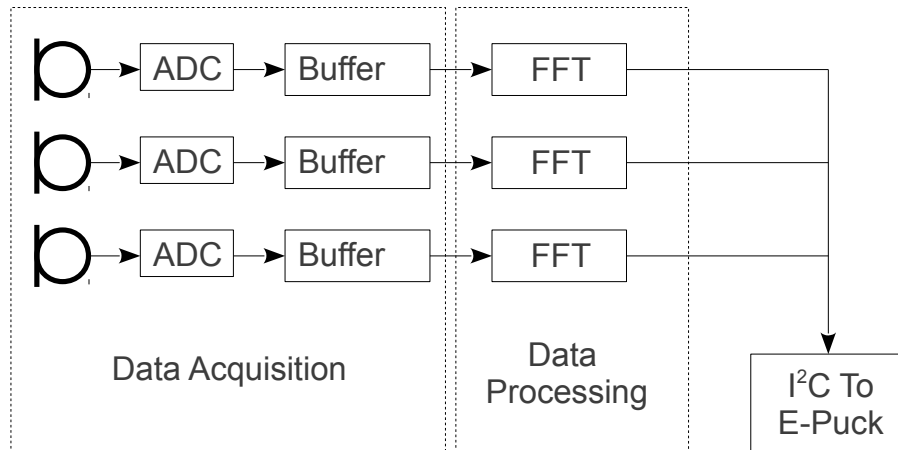 ADC
Buffer
FFT
ADC
Buffer
FFT
ADC
Buffer
FFT
Data Acquisition
Data
Processing
I²C To
E-Puck